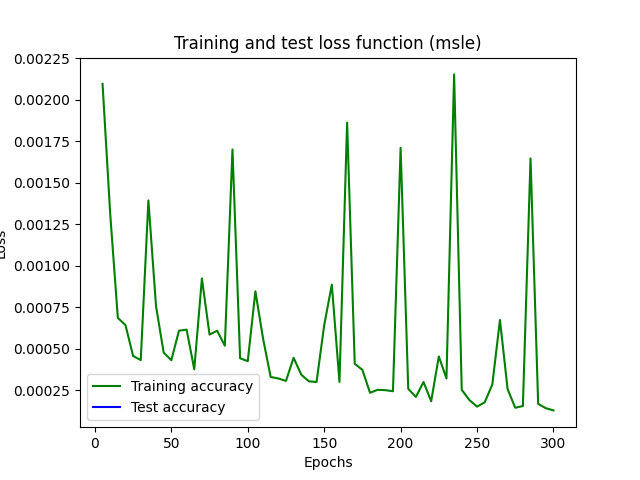 Training and test loss function (msle)
0.00225
0.00200
0.00175
0.00150
0.00125
0.00100
0.00075
0.00050
0.00025
Loss
Training accuracy
Test accuracy
0 50 100 150 200 250 300
Epochs